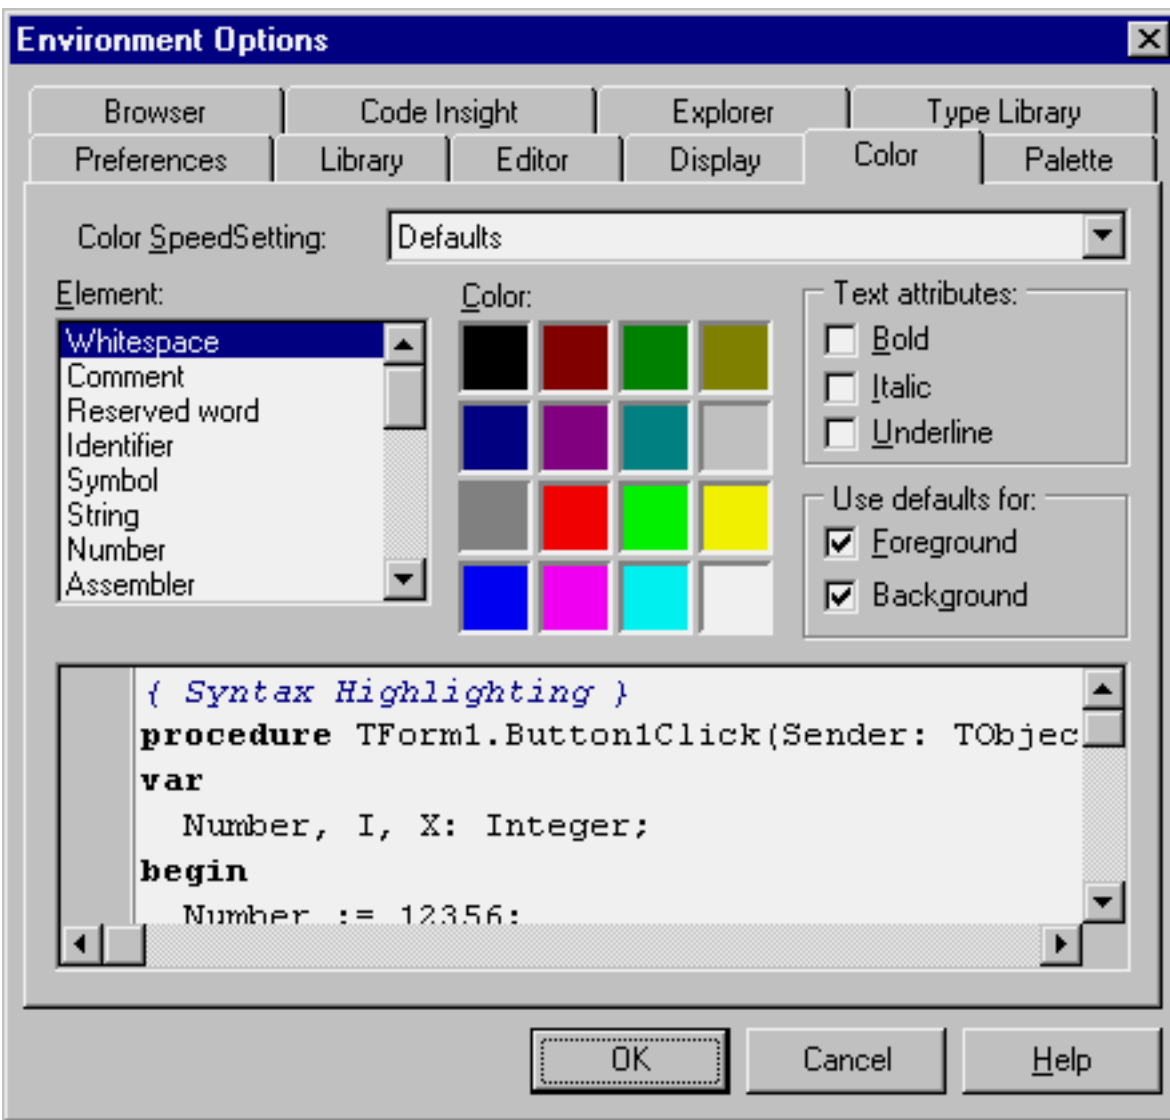 Environment Options
Browser Code Insight Explorer Type Library
Preferences Library Editor Display Color Palette
Color SpeedSetting: Defaults
Element:
Whitespace
Comment
Reserved word
Identifier
Symbol
String
Number
Assembler
Color:
Text attributes:
Bold
Italic
Underline
Use defaults for:
Foreground
Background
{ Syntax Highlighting }
procedure TForm1.Button1Click(Sender: TObjec
var
Number, I, X: Integer;
begin
Number := 12356;
OK Cancel Help